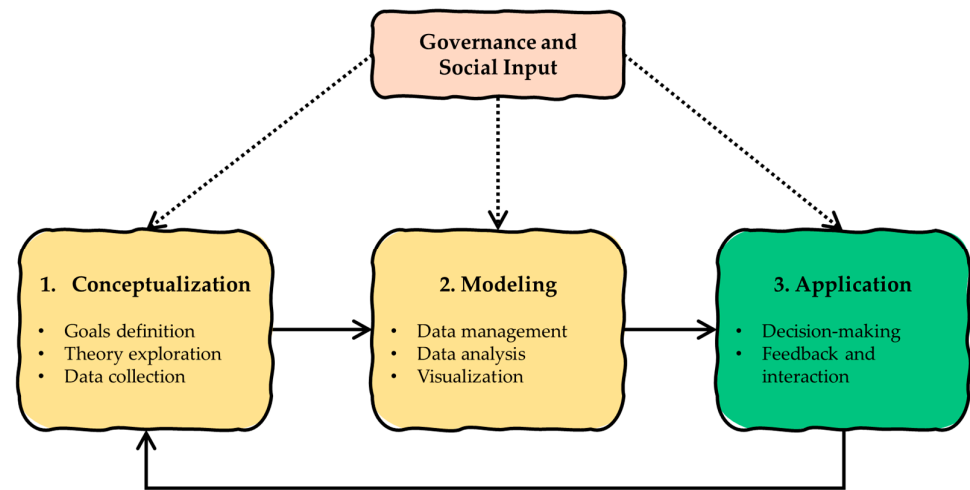 Governance and
Social Input
1. Conceptualization
• Goals definition
• Theory exploration
• Data collection
2. Modeling
• Data management
• Data analysis
• Visualization
3. Application
• Decision-making
• Feedback and
interaction